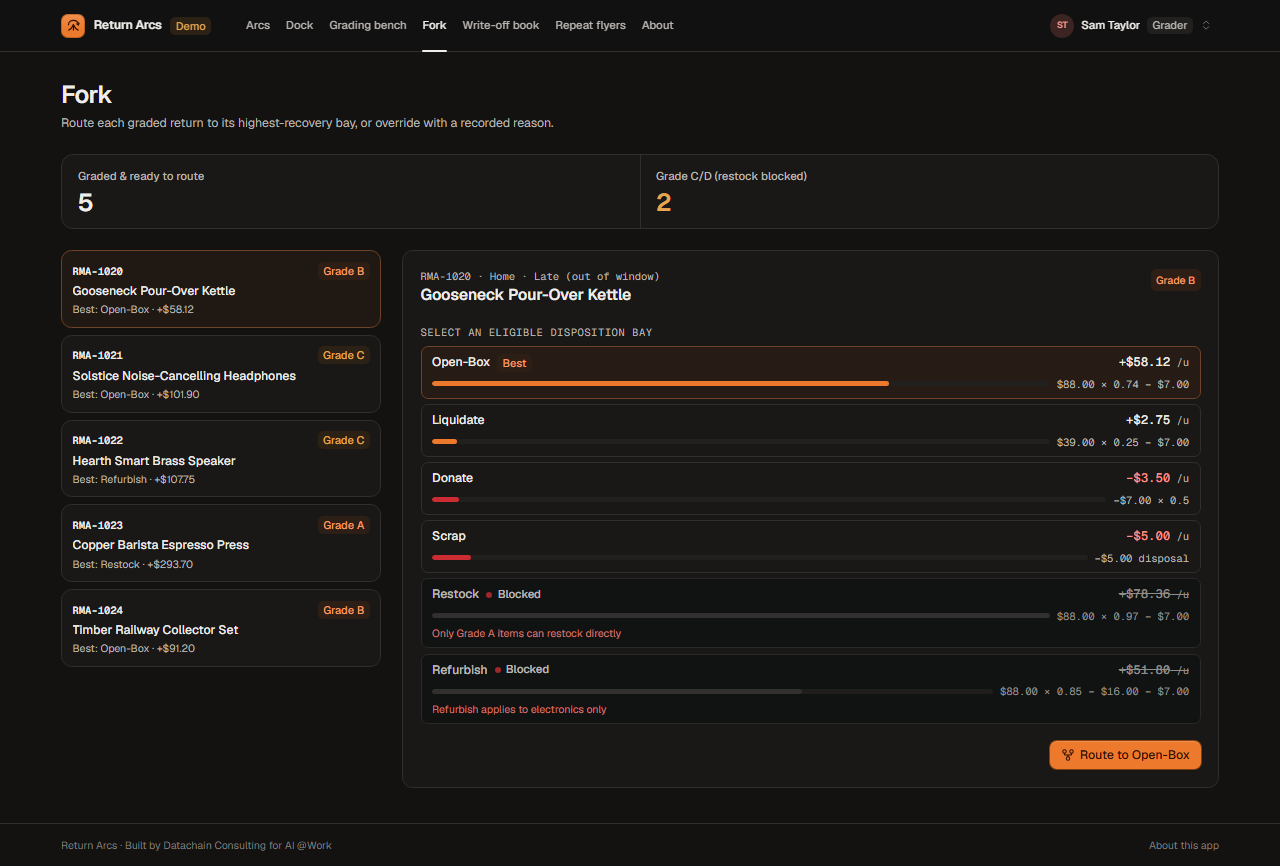 Return Arcs Demo Arcs Dock Grading bench Fork Write-off book Repeat flyers About ST Sam Taylor Grader
Fork
Route each graded return to its highest-recovery bay, or override with a recorded reason.
Graded & ready to route
5
Grade C/D (restock blocked)
2
RMA-1020 Grade B
Gooseneck Pour-Over Kettle
Best: Open-Box · +$58.12
RMA-1021 Grade C
Solstice Noise-Cancelling Headphones
Best: Open-Box · +$101.90
RMA-1022 Grade C
Hearth Smart Brass Speaker
Best: Refurbish · +$107.75
RMA-1023 Grade A
Copper Barista Espresso Press
Best: Restock · +$293.70
RMA-1024 Grade B
Timber Railway Collector Set
Best: Open-Box · +$91.20
RMA-1020 · Home · Late (out of window)
Gooseneck Pour-Over Kettle
Grade B
SELECT AN ELIGIBLE DISPOSITION BAY
Open-Box Best +$58.12 /u
$88.00 × 0.74 − $7.00
Liquidate +$2.75 /u
$39.00 × 0.25 − $7.00
Donate −$3.50 /u
−$7.00 × 0.5
Scrap −$5.00 /u
−$5.00 disposal
Restock Blocked +$78.36 /u
$88.00 × 0.97 − $7.00
Only Grade A items can restock directly
Refurbish Blocked +$51.80 /u
$88.00 × 0.85 − $16.00 − $7.00
Refurbish applies to electronics only
Route to Open-Box
Return Arcs · Built by Datachain Consulting for AI @Work
About this app